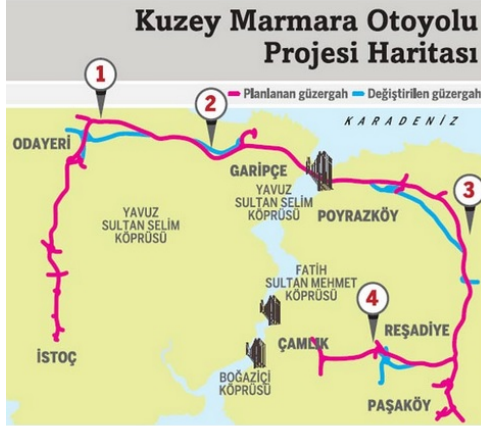 Kuzey Marmara Otoyolu
Projesi Haritası
Planlanan güzergah
Değiştirilen güzergah
1
2
KARADENİZ
ODAYERİ
GARİPÇE
3
YAVUZ
SULTAN SELİM
KÖPRÜSÜ
YAVUZ
SULTAN SELİM
KÖPRÜSÜ
POYRAZKÖY
FATİH
SULTAN MEHMET
KÖPRÜSÜ
4
İSTOÇ
ÇAMLIK
REŞADİYE
BOĞAZİÇİ
KÖPRÜSÜ
PAŞAKÖY